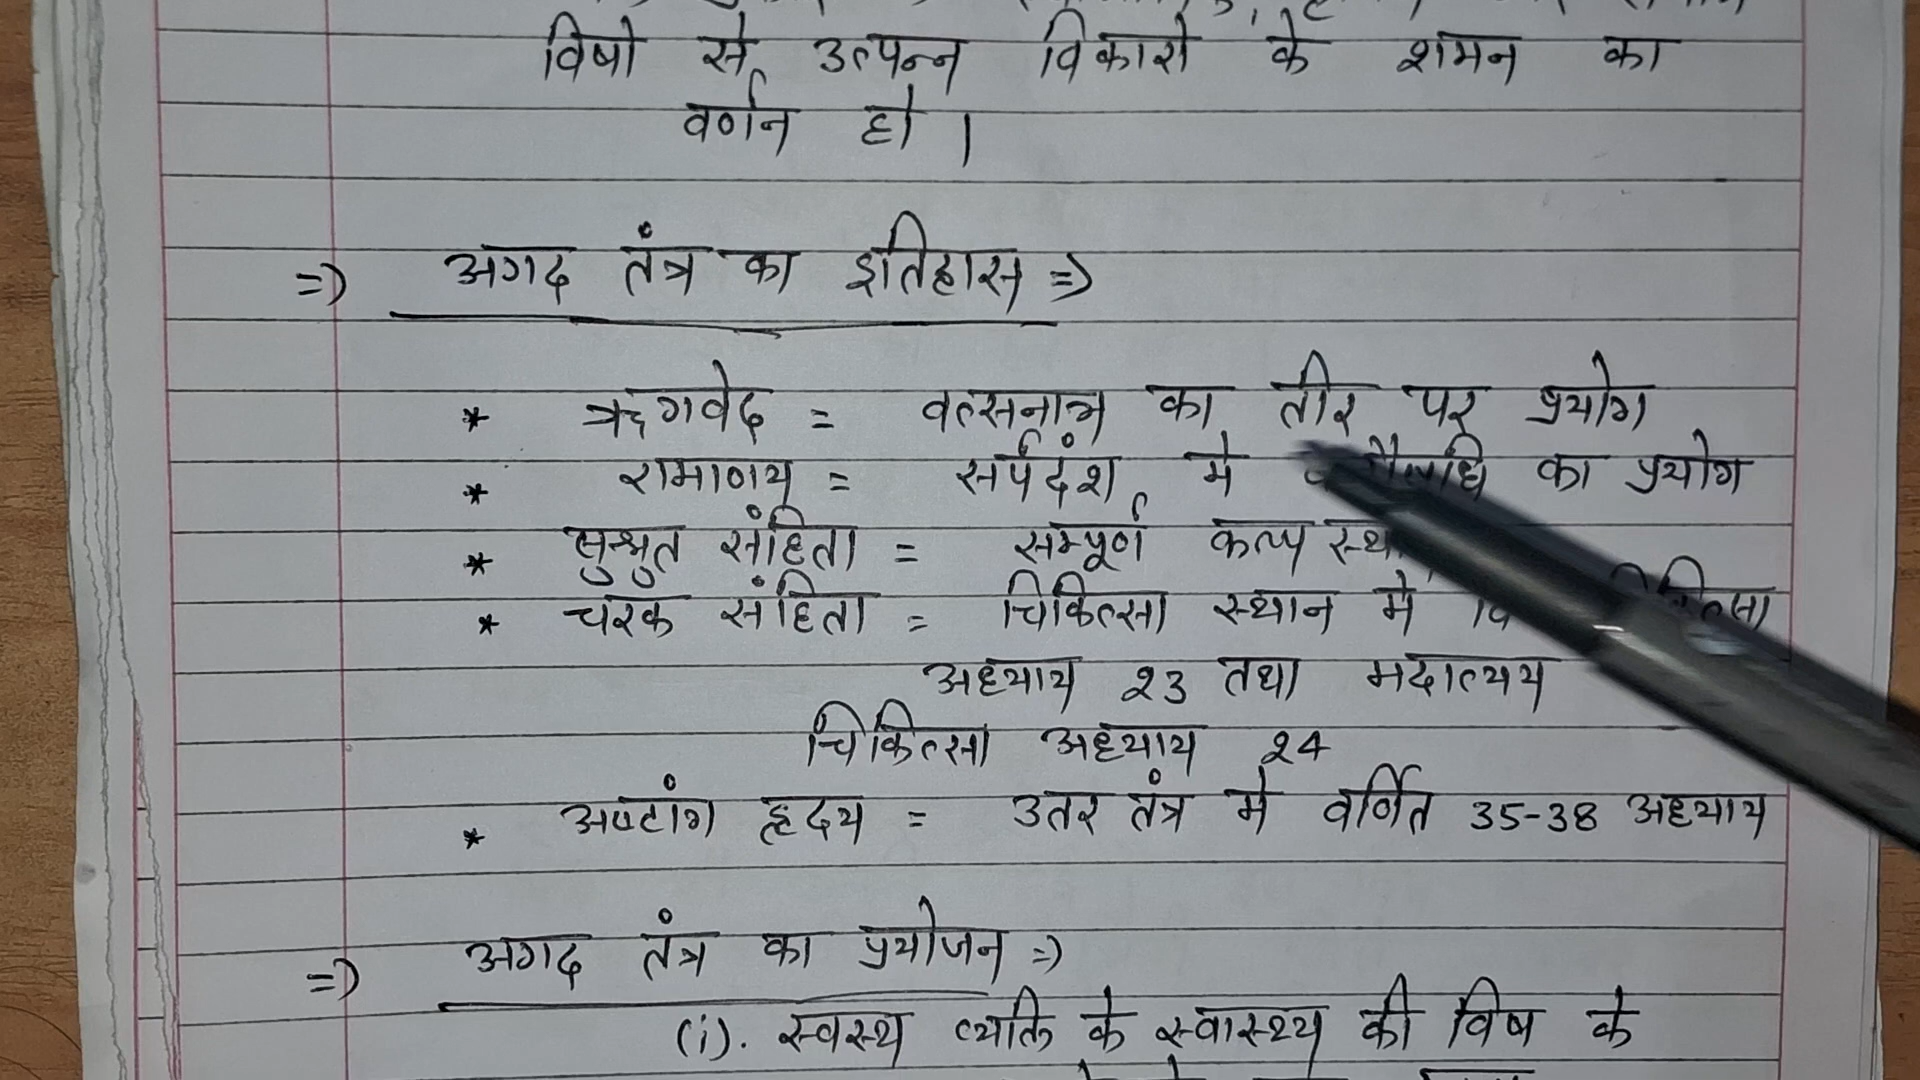 विषो से उत्पन्न विकारो के शमन का
वर्णन हो ।
=> अगद तंत्र का इतिहास =>
* ऋगवेद = वत्सनाभ का तीर पर प्रयोग
* रामाणय = सर्पदंश में का प्रयोग
* सुश्रुत संहिता = सम्पूर्ण कल्प
* चरक संहिता = चिकित्सा स्थान में
अध्याय 23 तथा मदात्यय
चिकित्सा अध्याय 24
* अष्टांग हृदय = उतर तंत्र में वर्णित 35-38 अध्याय
=> अगद तंत्र का प्रयोजन =>
(i). स्वस्थ व्यक्ति के स्वास्थ्य की विष के